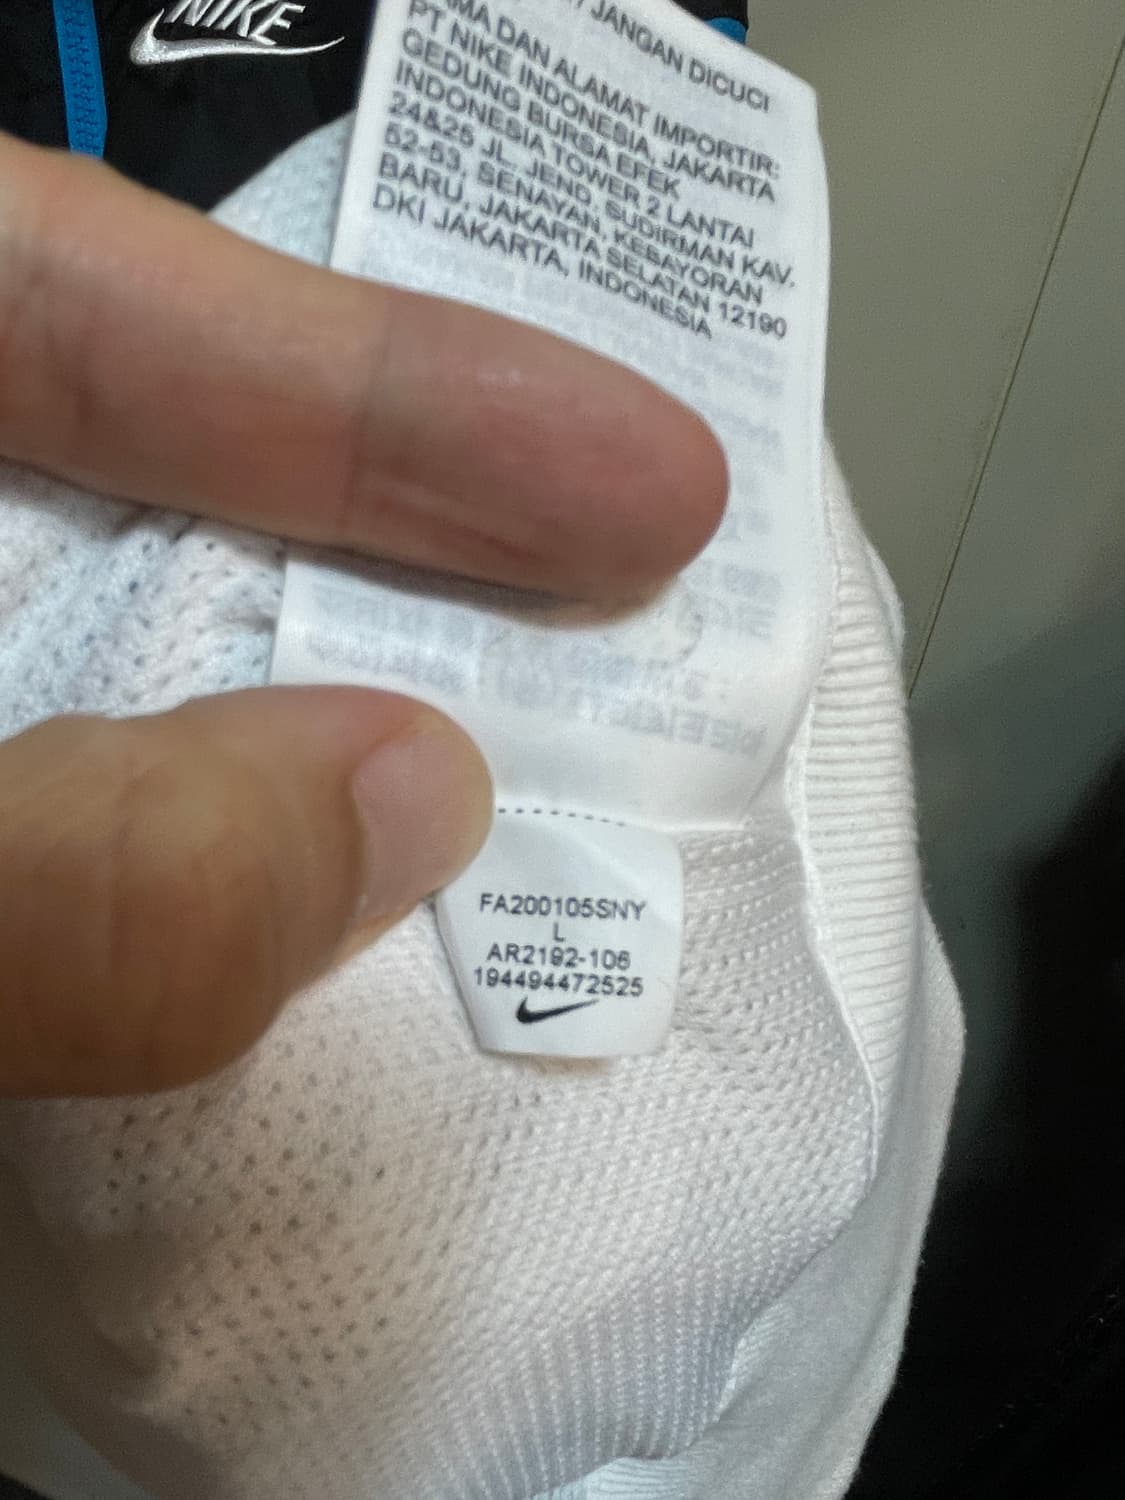 NIKE
JANGAN DICUCI
DAN ALAMAT IMPORTIR:
PT NIKE INDONESIA, JAKARTA
GEDUNG BURSA EFEK
INDONESIA TOWER 2 LANTAI
24&25 JL. JEND. SUDIRMAN KAV.
52-53, SENAYAN, KEBAYORAN
BARU, JAKARTA SELATAN 12190
DKI JAKARTA, INDONESIA
FA200105SNY
L
AR2192-106
194494472525